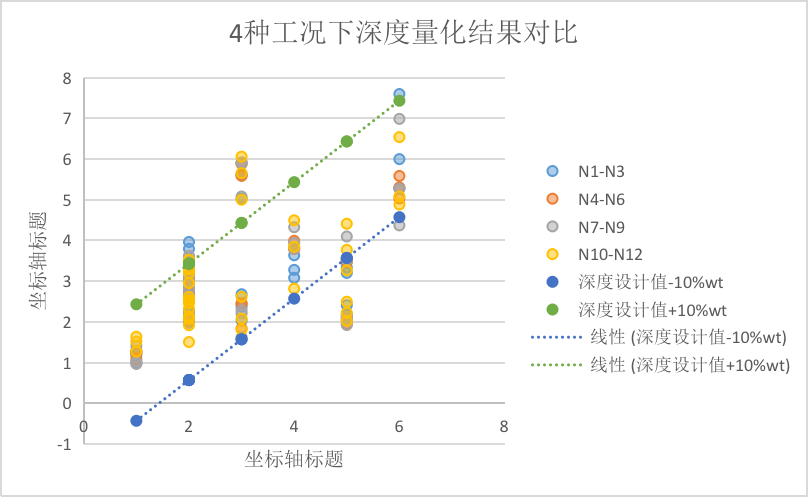 4种工况下深度量化结果对比
8
7
6
5
4
3
2
1
0
-1
0
2
4
6
8
坐标轴标题
坐标轴标题
N1-N3
N4-N6
N7-N9
N10-N12
深度设计值-10%wt
深度设计值+10%wt
线性 (深度设计值-10%wt)
线性 (深度设计值+10%wt)